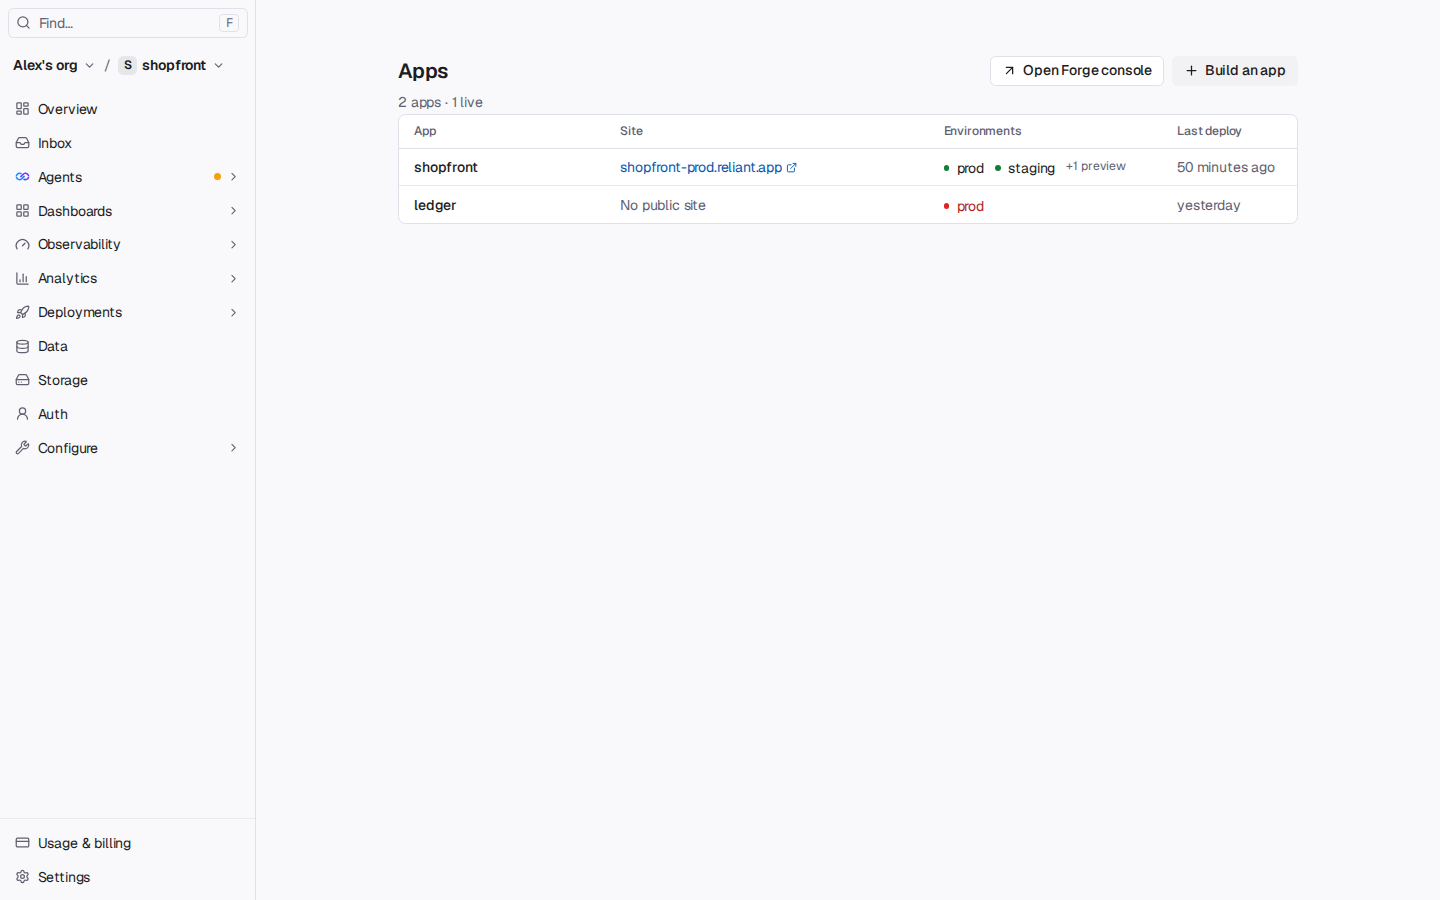 Find... F
Alex's org / S shopfront
Overview
Inbox
Agents
Dashboards
Observability
Analytics
Deployments
Data
Storage
Auth
Configure
Usage & billing
Settings
Apps
Open Forge console
Build an app
2 apps · 1 live
App Site Environments Last deploy
shopfront shopfront-prod.reliant.app prod staging +1 preview 50 minutes ago
ledger No public site prod yesterday